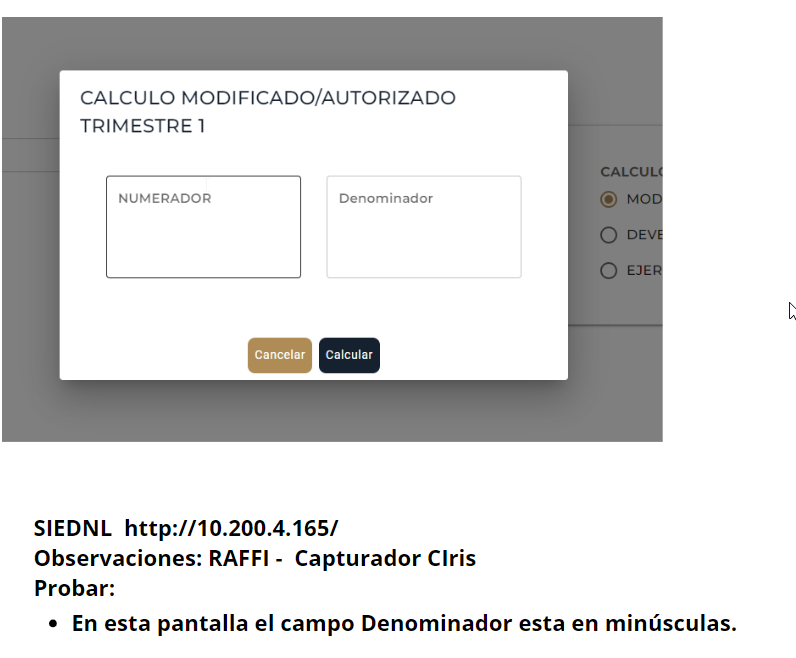 CALCULO MODIFICADO/AUTORIZADO
TRIMESTRE 1
NUMERADOR
Denominador
Cancelar
Calcular
CALCUL
MOD
DEVE
EJER
SIEDNL http://10.200.4.165/
Observaciones: RAFFI - Capturador CIris
Probar:
• En esta pantalla el campo Denominador esta en minúsculas.